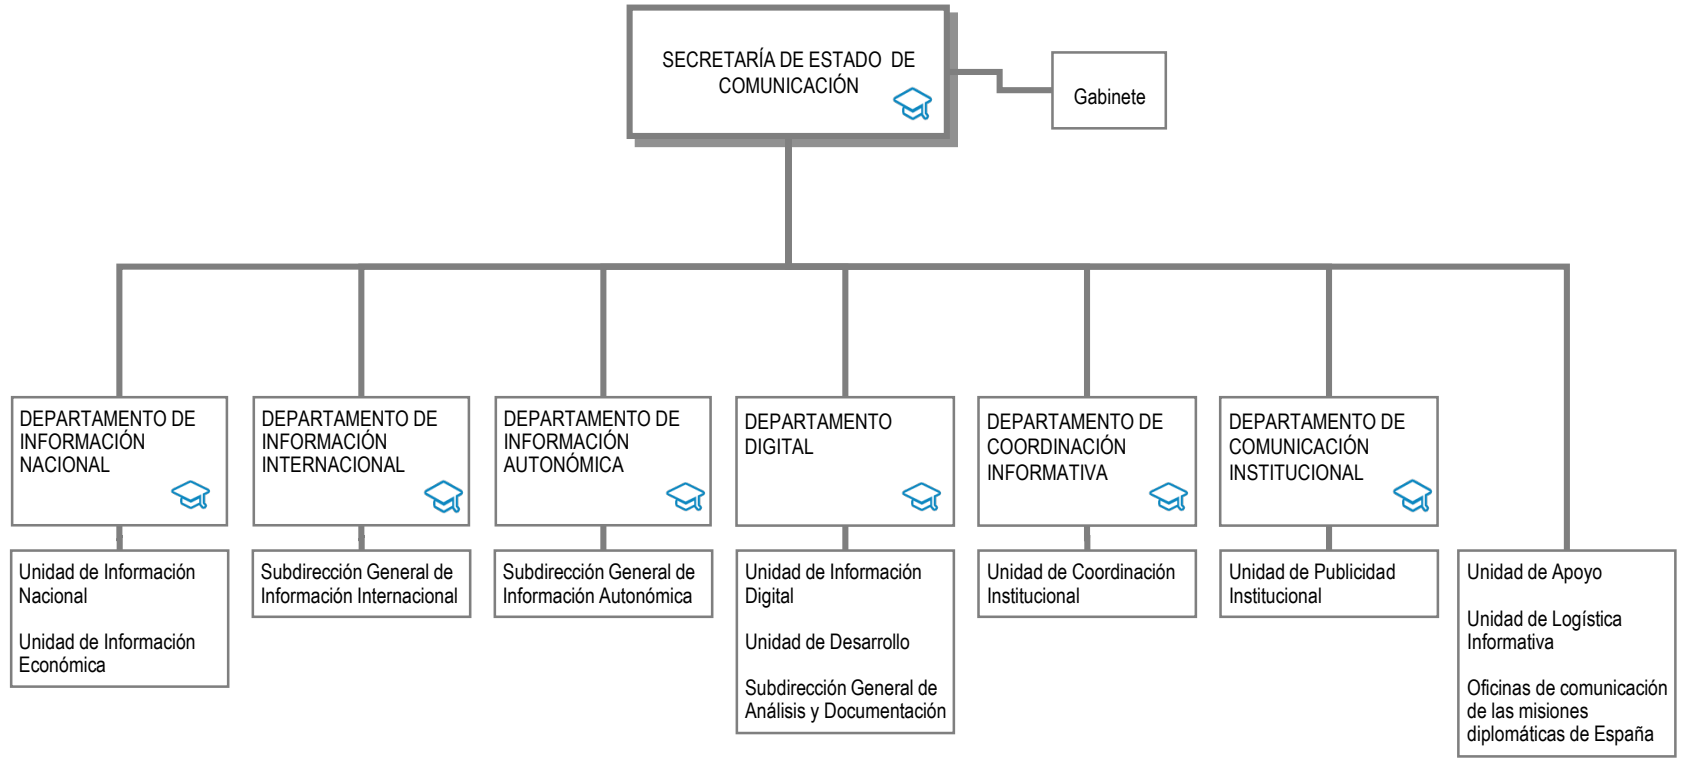 SECRETARÍA DE ESTADO DE
COMUNICACIÓN
Gabinete
DEPARTAMENTO DE
INFORMACIÓN
NACIONAL
DEPARTAMENTO DE
INFORMACIÓN
INTERNACIONAL
DEPARTAMENTO DE
INFORMACIÓN
AUTONÓMICA
DEPARTAMENTO
DIGITAL
DEPARTAMENTO DE
COORDINACIÓN
INFORMATIVA
DEPARTAMENTO DE
COMUNICACIÓN
INSTITUCIONAL
Unidad de Información
Nacional
Unidad de Información
Económica
Subdirección General de
Información Internacional
Subdirección General de
Información Autonómica
Unidad de Información
Digital
Unidad de Desarrollo
Subdirección General de
Análisis y Documentación
Unidad de Coordinación
Institucional
Unidad de Publicidad
Institucional
Unidad de Apoyo
Unidad de Logística
Informativa
Oficinas de comunicación
de las misiones
diplomáticas de España